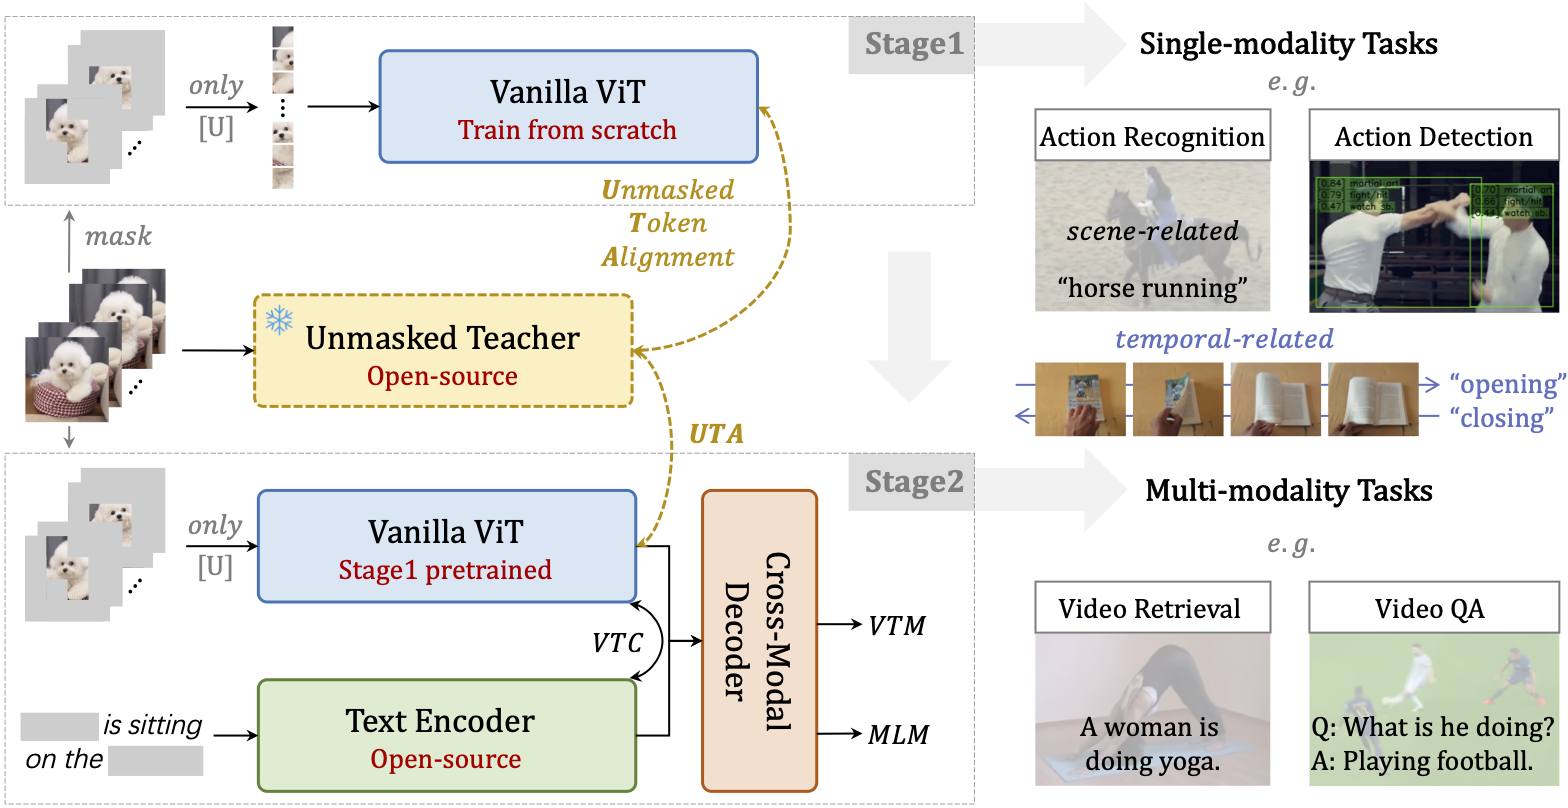 Stage1
only
[U]
Vanilla ViT
Train from scratch
Unmasked
Token
Alignment
mask
Unmasked Teacher
Open-source
UTA
Stage2
only
[U]
Vanilla ViT
Stage1 pretrained
VTC
Text Encoder
Open-source
is sitting
on the
Cross-Modal
Decoder
VTM
MLM
Single-modality Tasks
e.g.
Action Recognition
scene-related
“horse running”
Action Detection
[0.84] martial art
[0.79] fight/hit
[0.47] watch sb.
[0.70] martial art
[0.66] fight/hit
[0.44] watch sb.
temporal-related
“opening”
“closing”
Multi-modality Tasks
e.g.
Video Retrieval
A woman is
doing yoga.
Video QA
Q: What is he doing?
A: Playing football.